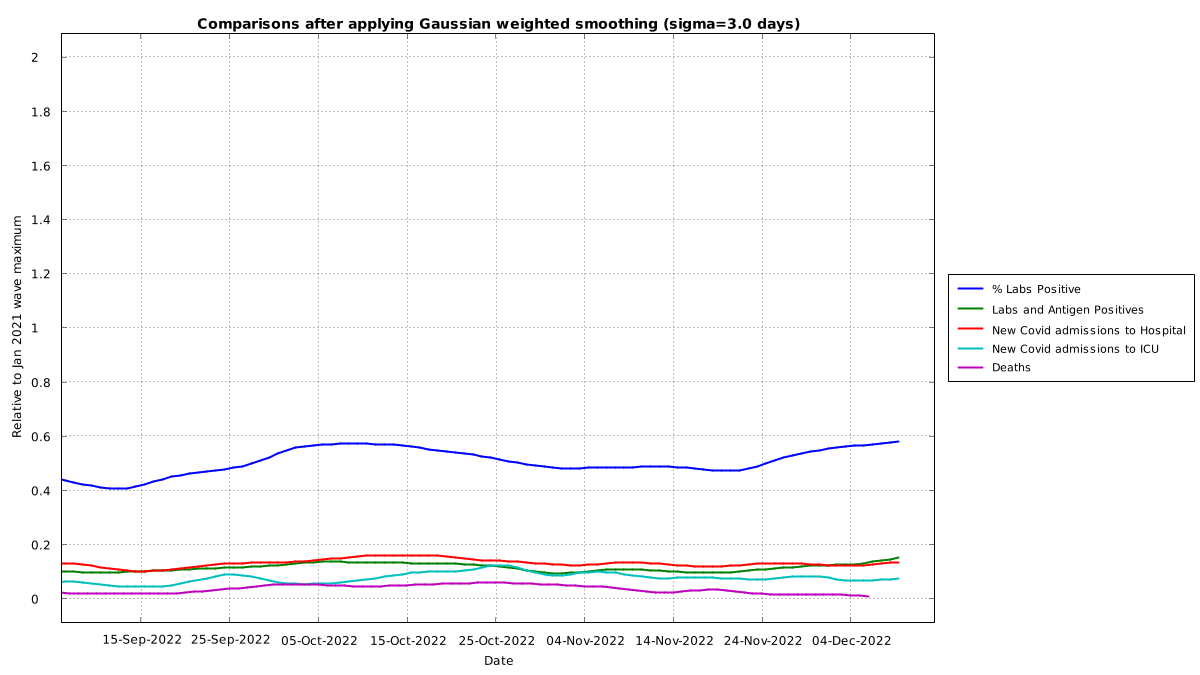 Comparisons after applying Gaussian weighted smoothing (sigma=3.0 days)
Relative to Jan 2021 wave maximum
2
1.8
1.6
1.4
1.2
1
0.8
0.6
0.4
0.2
0
15-Sep-2022 25-Sep-2022 05-Oct-2022 15-Oct-2022 25-Oct-2022 04-Nov-2022 14-Nov-2022 24-Nov-2022 04-Dec-2022
Date
% Labs Positive
Labs and Antigen Positives
New Covid admissions to Hospital
New Covid admissions to ICU
Deaths